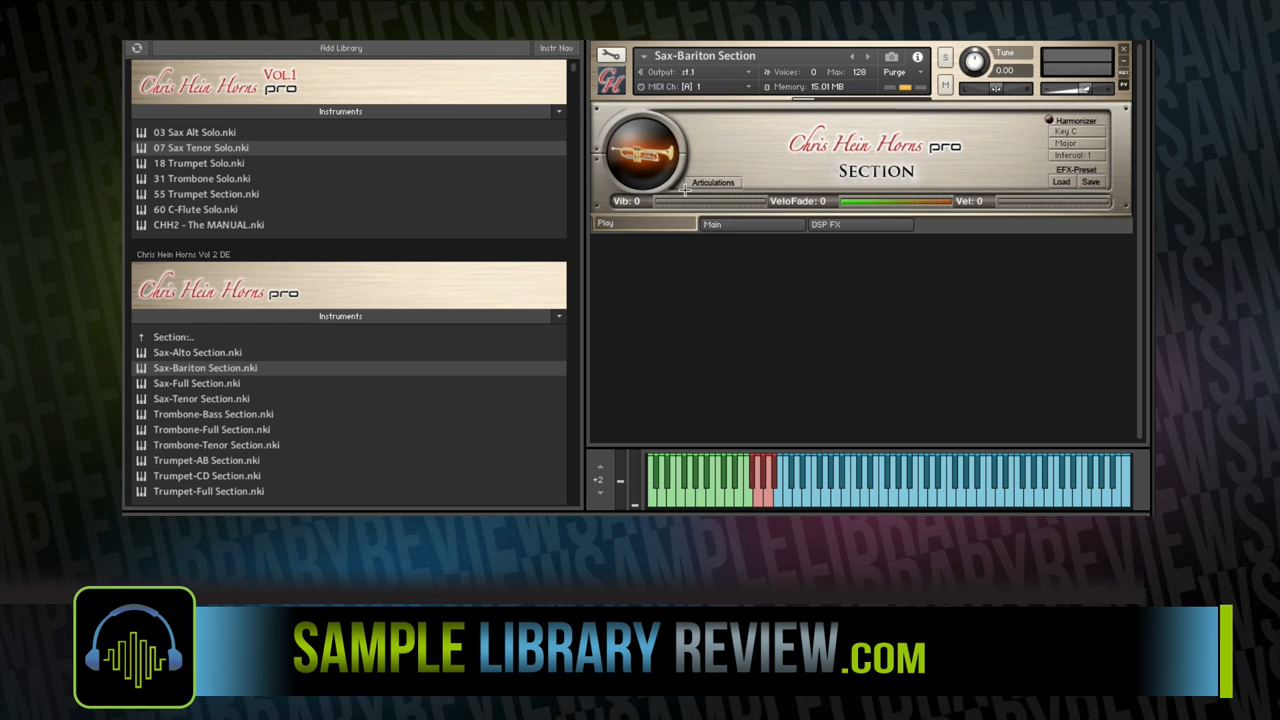 Add Library
Instr Nav
Chris Hein Horns pro VOL.1
Instruments
03 Sax Alt Solo.nki
07 Sax Tenor Solo.nki
18 Trumpet Solo.nki
31 Trombone Solo.nki
55 Trumpet Section.nki
60 C-Flute Solo.nki
CHH2 - The MANUAL.nki
Chris Hein Horns Vol 2 DE
Chris Hein Horns pro
Instruments
Section:..
Sax-Alto Section.nki
Sax-Bariton Section.nki
Sax-Full Section.nki
Sax-Tenor Section.nki
Trombone-Bass Section.nki
Trombone-Full Section.nki
Trombone-Tenor Section.nki
Trumpet-AB Section.nki
Trumpet-CD Section.nki
Trumpet-Full Section.nki
Sax-Bariton Section
Output: st.1 Voices: 0 Max: 128 Purge
MIDI Ch: [A] 1 Memory: 15.01 MB
S
M
Tune
0.00
L R
AUX
PV
CH
Chris Hein Horns pro
SECTION
Harmonizer
Key C
Major
Interval: 1
EFX-Preset
Load Save
Articulations
Vib: 0 VeloFade: 0 Vel: 0
Play Main DSP FX
+2
SAMPLE LIBRARY REVIEW.COM